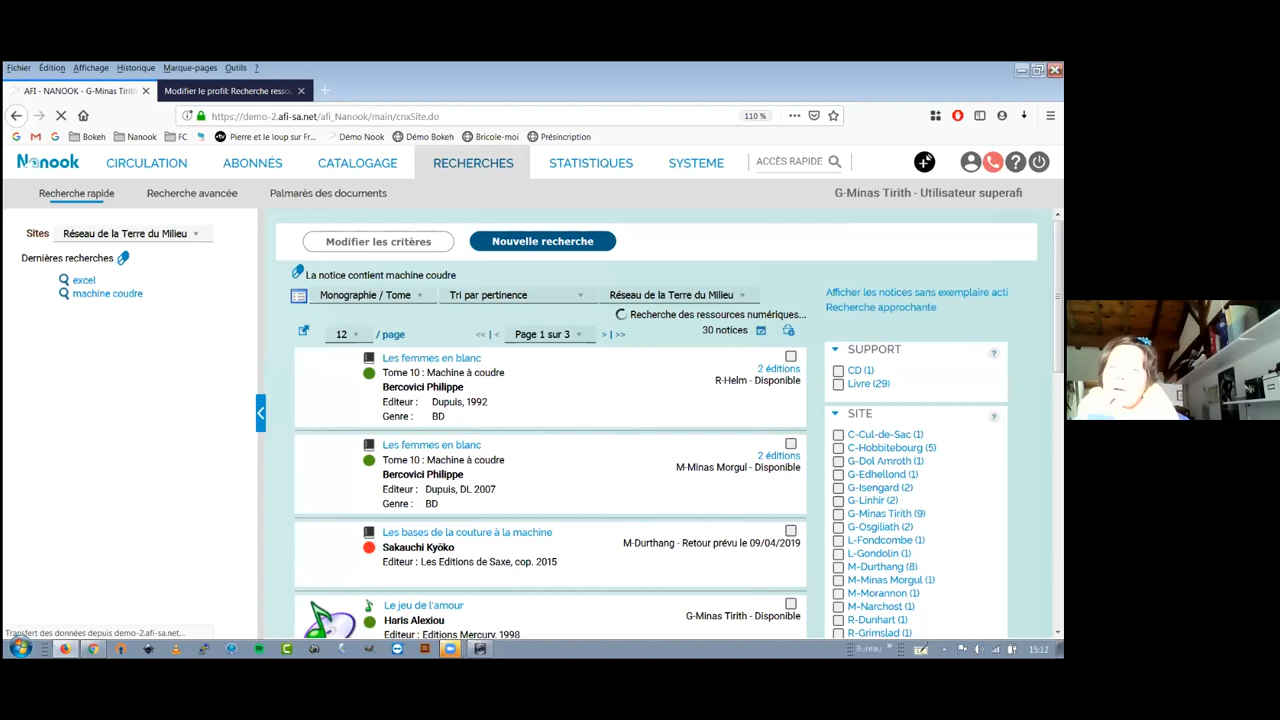 Fichier Édition Affichage Historique Marque-pages Outils ?
AFI - NANOOK - G-Minas Tirith
Modifier le profil: Recherche resso
https://demo-2.afi-sa.net/afi_Nanook/main/cnxSite.do
110 %
Bokeh Nanook FC Pierre et le loup sur Fr... Démo Nook Démo Bokeh Bricole-moi Présincription
Nanook CIRCULATION ABONNÉS CATALOGAGE RECHERCHES STATISTIQUES SYSTEME ACCÈS RAPIDE
Recherche rapide Recherche avancée Palmarès des documents G-Minas Tirith - Utilisateur superafi
Sites Réseau de la Terre du Milieu
Dernières recherches
excel
machine coudre
Modifier les critères Nouvelle recherche
La notice contient machine coudre
Monographie / Tome Tri par pertinence Réseau de la Terre du Milieu
Recherche des ressources numériques...
12 / page << | < Page 1 sur 3 > | >> 30 notices
Les femmes en blanc
Tome 10 : Machine à coudre
Bercovici Philippe
Editeur : Dupuis, 1992
Genre : BD
2 éditions
R-Helm - Disponible
Les femmes en blanc
Tome 10 : Machine à coudre
Bercovici Philippe
Editeur : Dupuis, DL 2007
Genre : BD
2 éditions
M-Minas Morgul - Disponible
Les bases de la couture à la machine
Sakauchi Kyōko
Editeur : Les Editions de Saxe, cop. 2015
M-Durthang - Retour prévu le 09/04/2019
Le jeu de l'amour
Haris Alexiou
Editeur : Editions Mercury, 1998
G-Minas Tirith - Disponible
Afficher les notices sans exemplaire acti
Recherche approchante
SUPPORT ?
CD (1)
Livre (29)
SITE ?
C-Cul-de-Sac (1)
C-Hobbitebourg (5)
G-Dol Amroth (1)
G-Edhellond (1)
G-Isengard (2)
G-Linhir (2)
G-Minas Tirith (9)
G-Osgiliath (2)
L-Fondcombe (1)
L-Gondolin (1)
M-Durthang (8)
M-Minas Morgul (1)
M-Morannon (1)
M-Narchost (1)
R-Dunhart (1)
R-Grimslad (1)
Transfert des données depuis demo-2.afi-sa.net...
Bureau » 15:12